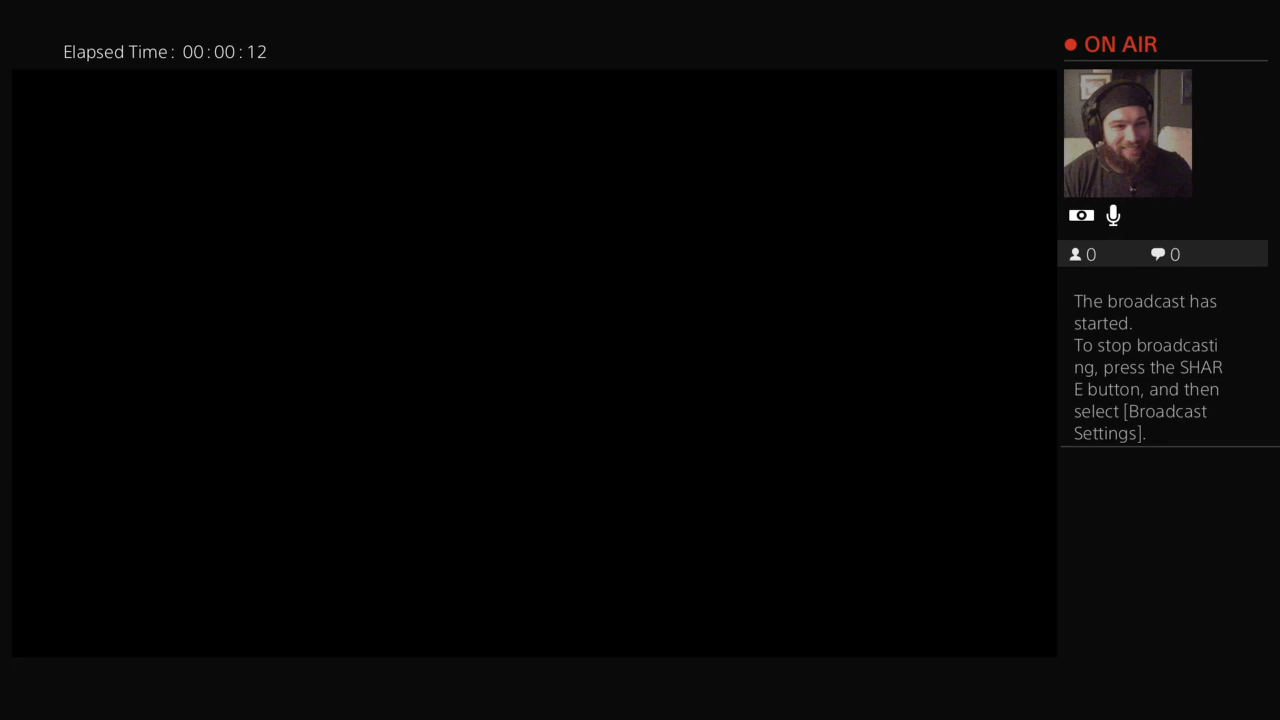 Elapsed Time: 00:00:12
ON AIR
0 0
The broadcast has
started.
To stop broadcasti
ng, press the SHAR
E button, and then
select [Broadcast
Settings].